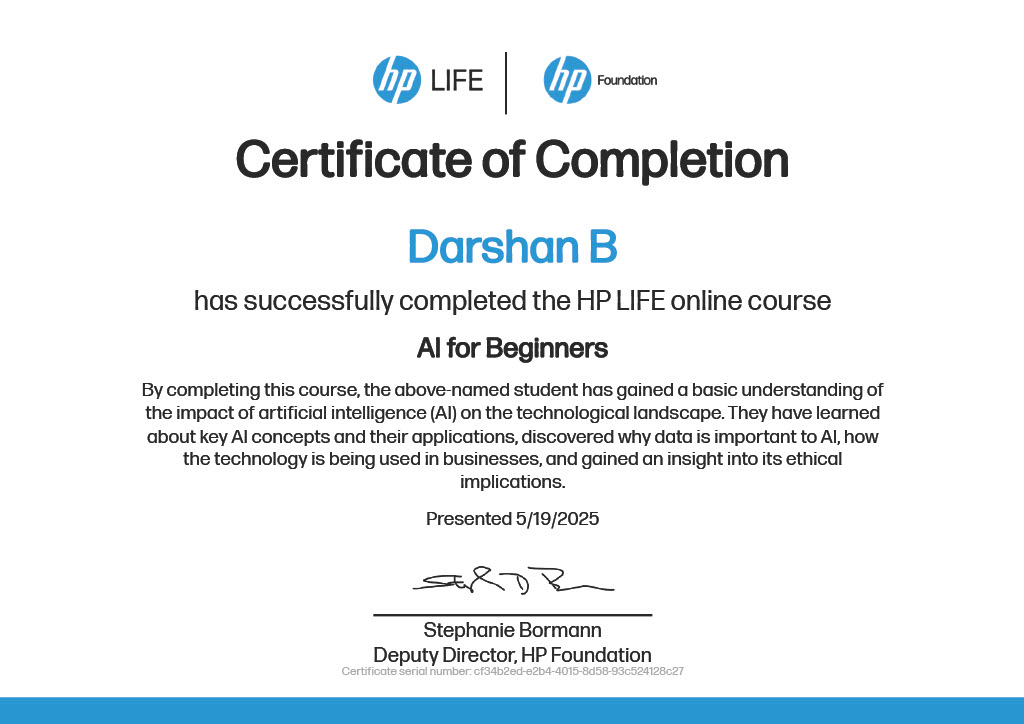 hp LIFE hp Foundation
Certificate of Completion
Darshan B
has successfully completed the HP LIFE online course
AI for Beginners
By completing this course, the above-named student has gained a basic understanding of
the impact of artificial intelligence (AI) on the technological landscape. They have learned
about key AI concepts and their applications, discovered why data is important to AI, how
the technology is being used in businesses, and gained an insight into its ethical
implications.
Presented 5/19/2025
Stephanie Bormann
Deputy Director, HP Foundation
Certificate serial number: cf34b2ed-e2b4-4015-8d58-93c524128c27